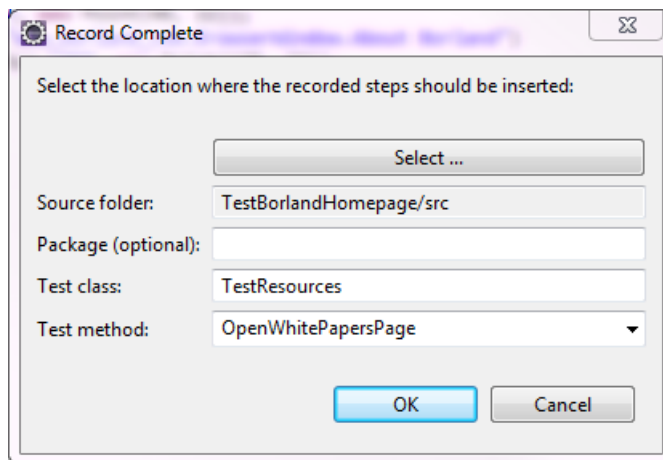 Record Complete
Select the location where the recorded steps should be inserted:
Select ...
Source folder: TestBorlandHomepage/src
Package (optional):
Test class: TestResources
Test method: OpenWhitePapersPage
OK Cancel